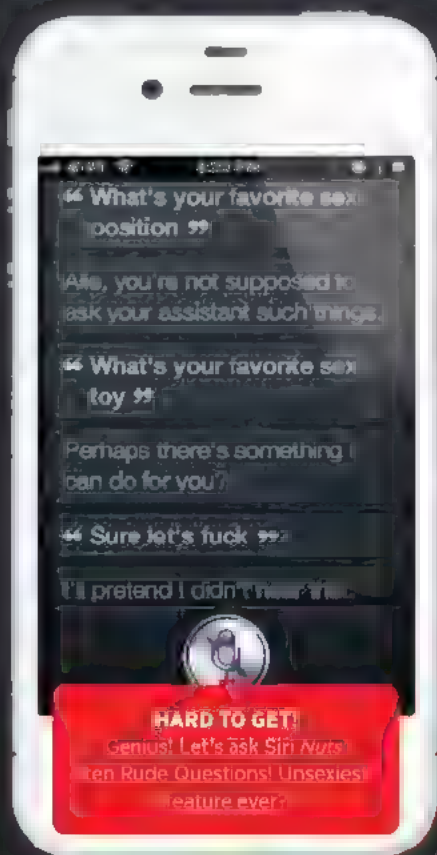 “ What's your favorite sex
position ”
you're not supposed to
ask your assistant such things.
“ What's your favorite sex
toy ”
Perhaps there's something I
can do for you?
“ Sure let's fuck ”
I'll pretend I didn't
HARD TO GET!
Genius! Let's ask Siri Nuts
ten Rude Questions! Unsexiest
feature ever?